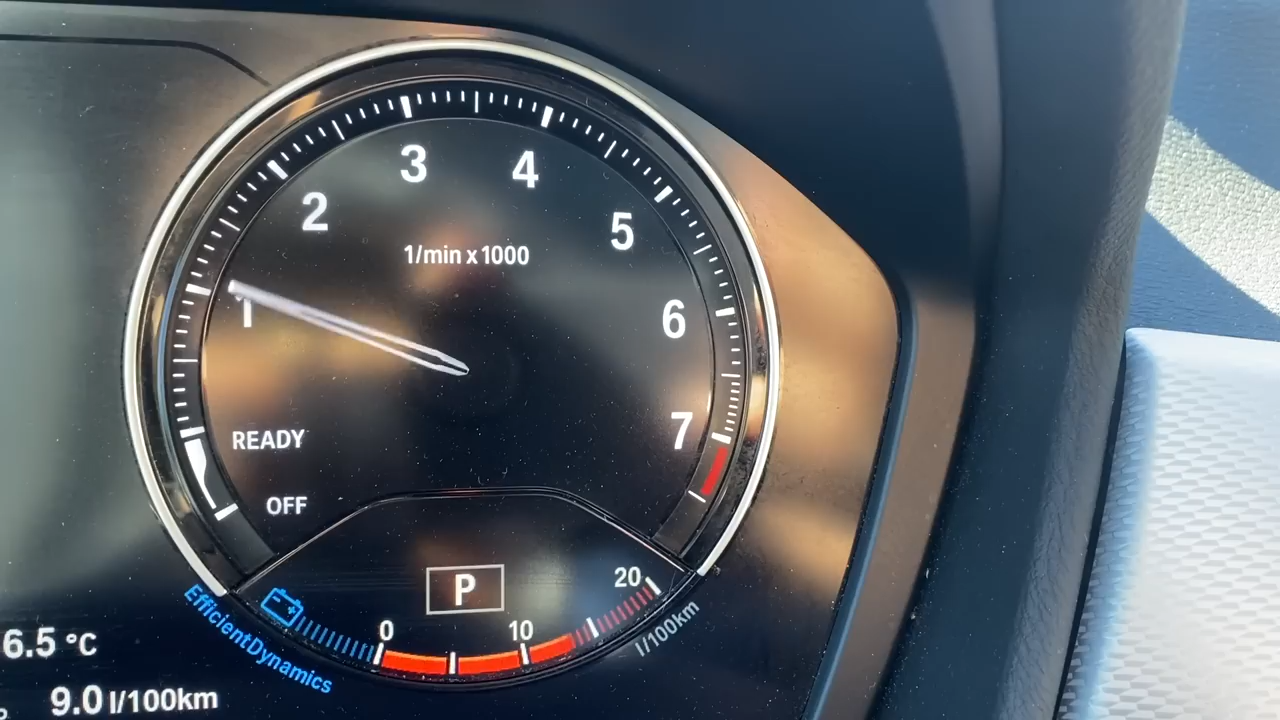 3
4
2
5
1/min x 1000
1
6
7
READY
OFF
P
20
0
10
EfficientDynamics
l/100km
6.5 °C
9.0 l/100km